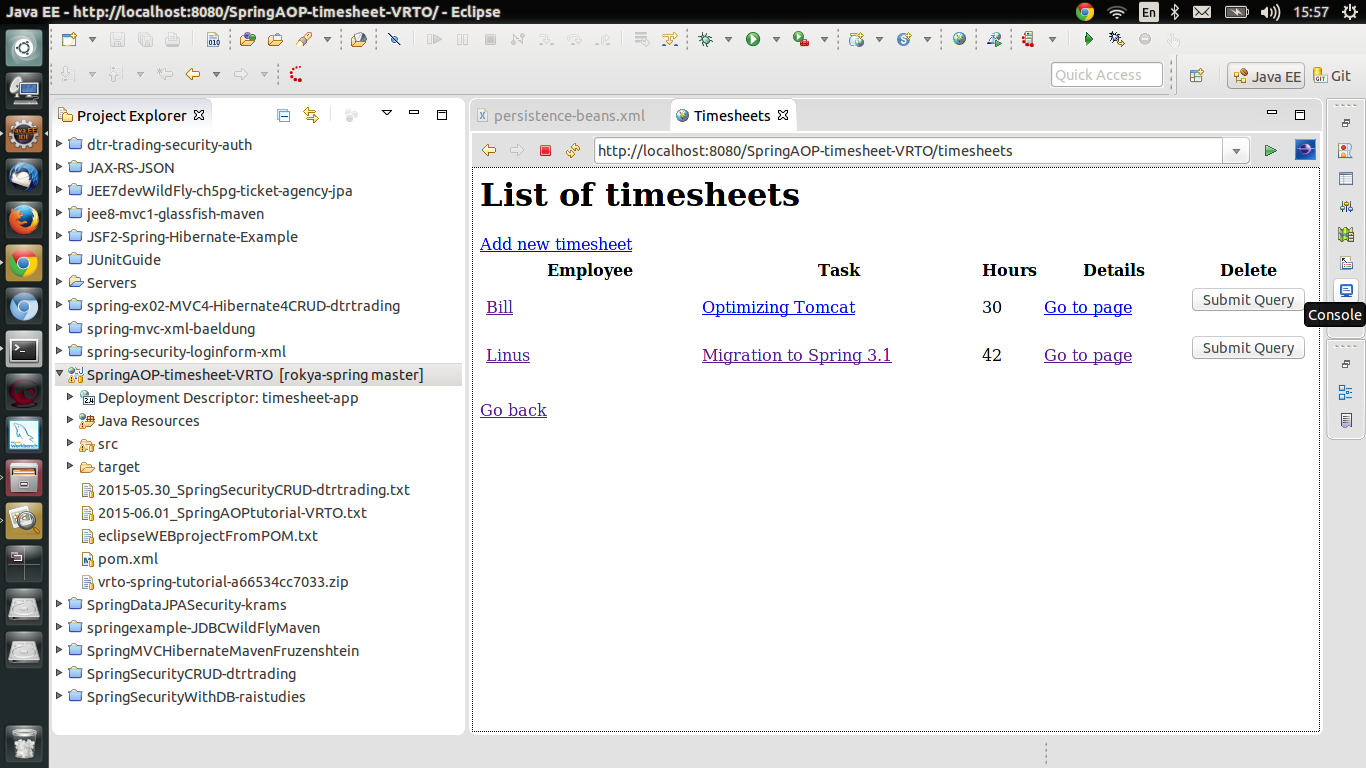 Java EE - http://localhost:8080/SpringAOP-timesheet-VRTO/ - Eclipse
En
15:57
Quick Access
Java EE
Git
Project Explorer
dtr-trading-security-auth
JAX-RS-JSON
JEE7devWildFly-ch5pg-ticket-agency-jpa
jee8-mvc1-glassfish-maven
JSF2-Spring-Hibernate-Example
JUnitGuide
Servers
spring-ex02-MVC4-Hibernate4CRUD-dtrtrading
spring-mvc-xml-baeldung
spring-security-loginform-xml
SpringAOP-timesheet-VRTO [rokya-spring master]
Deployment Descriptor: timesheet-app
Java Resources
src
target
2015-05.30_SpringSecurityCRUD-dtrtrading.txt
2015-06.01_SpringAOPtutorial-VRTO.txt
eclipseWEBprojectFromPOM.txt
pom.xml
vrto-spring-tutorial-a66534cc7033.zip
SpringDataJPASecurity-krams
springexample-JDBCWildFlyMaven
SpringMVCHibernateMavenFruzenshtein
SpringSecurityCRUD-dtrtrading
SpringSecurityWithDB-raistudies
persistence-beans.xml
Timesheets
http://localhost:8080/SpringAOP-timesheet-VRTO/timesheets
List of timesheets
Add new timesheet
Employee Task Hours Details Delete
Bill Optimizing Tomcat 30 Go to page Submit Query
Linus Migration to Spring 3.1 42 Go to page Submit Query
Go back
Console